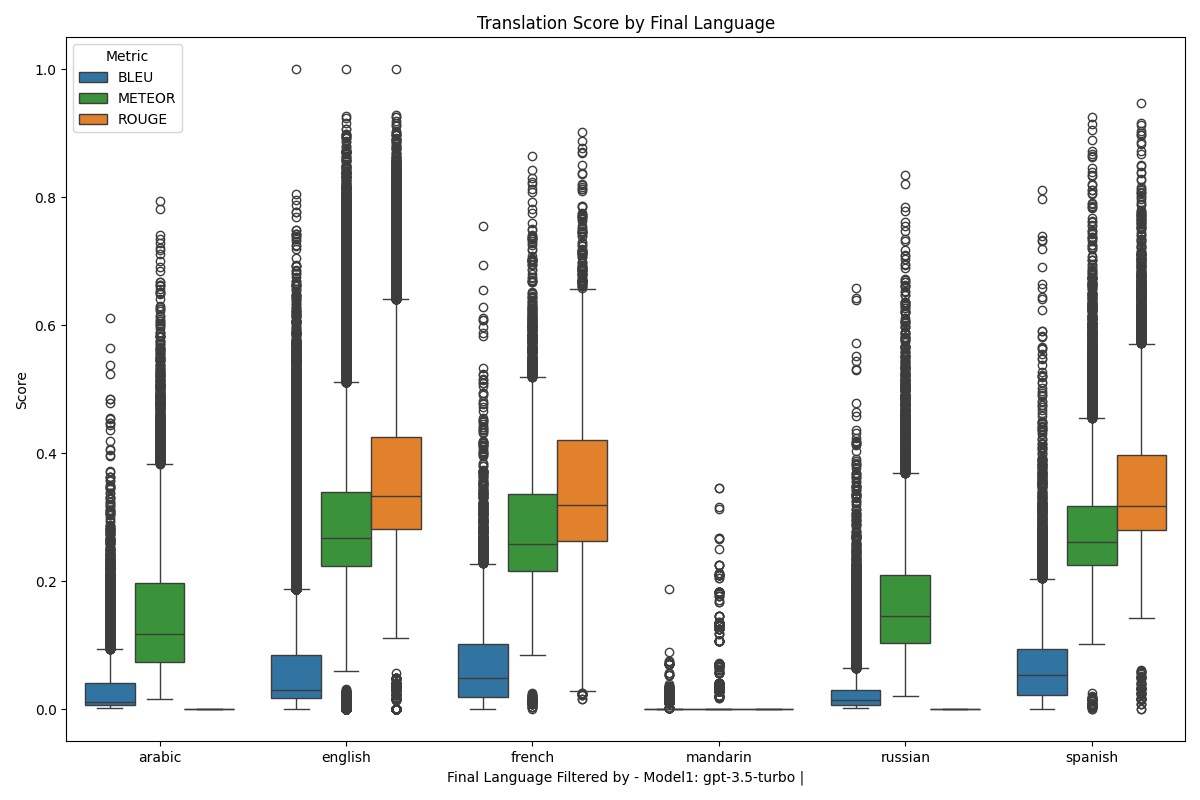 Translation Score by Final Language
Metric
BLEU
METEOR
ROUGE
1.0
0.8
0.6
0.4
0.2
0.0
Score
arabic
english
french
mandarin
russian
spanish
Final Language Filtered by - Model1: gpt-3.5-turbo |